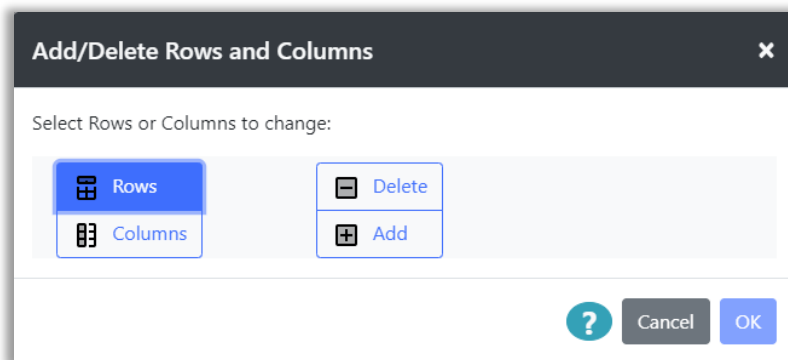 Add/Delete Rows and Columns ×
Select Rows or Columns to change:
Rows
Columns
Delete
Add
? Cancel OK